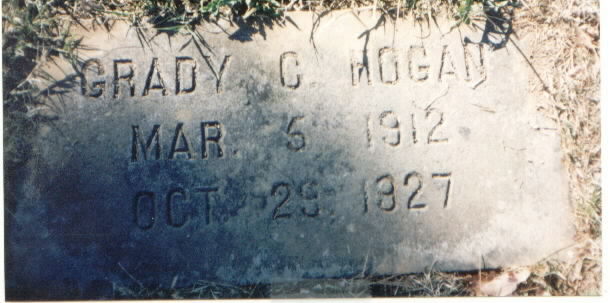 GRADY C. HOGAN
MAR. 5 1912
OCT. 29, 1927